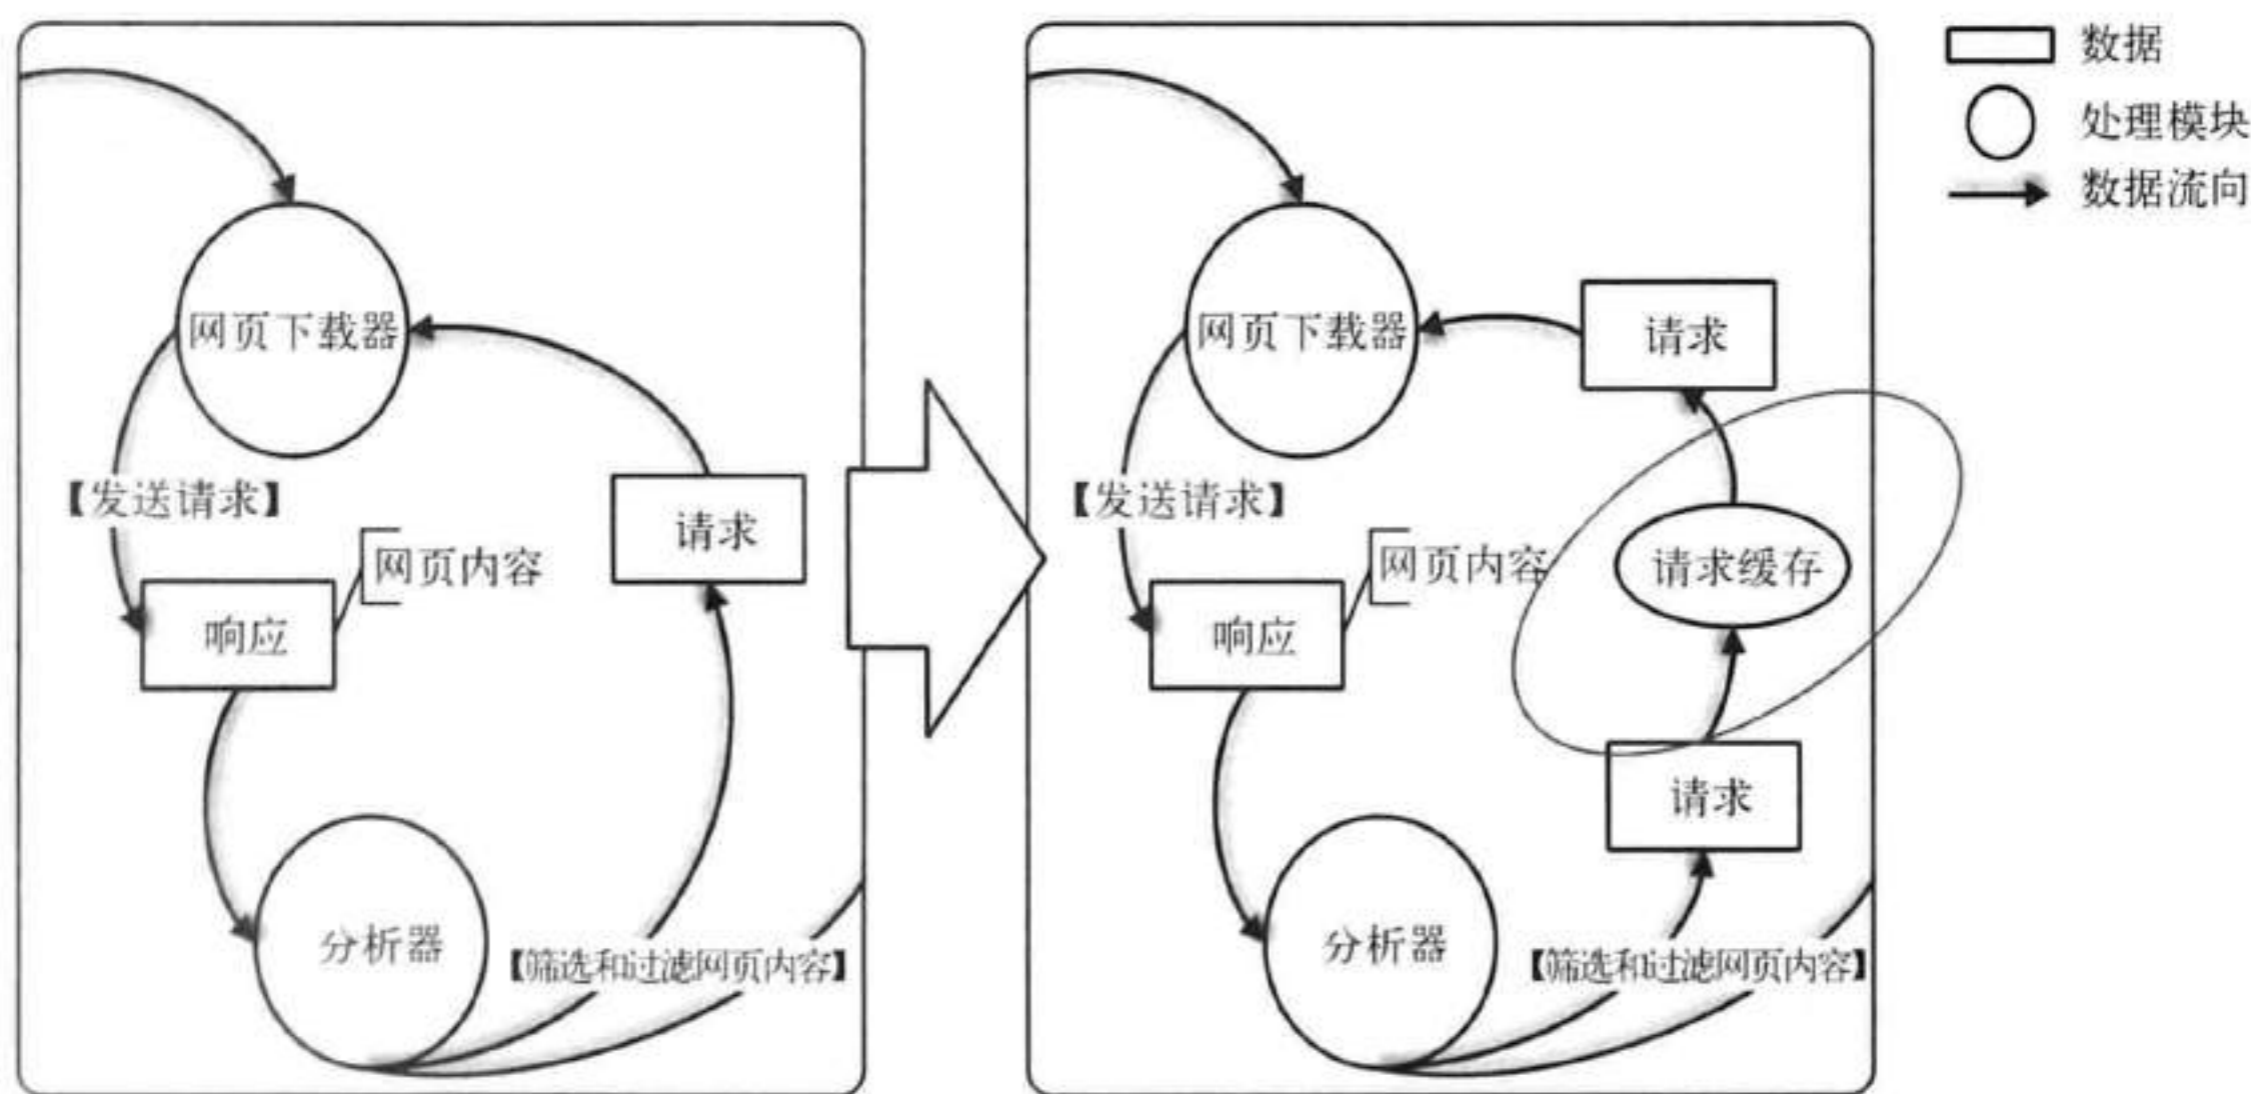 数据
处理模块
数据流向
网页下载器
【发送请求】
请求
网页内容
响应
分析器
【筛选和过滤网页内容】
网页下载器
请求
【发送请求】
网页内容
请求缓存
响应
请求
分析器
【筛选和过滤网页内容】